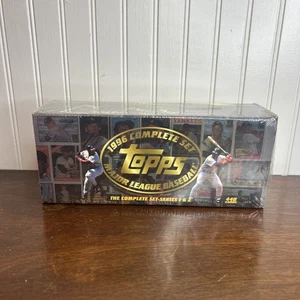 1996 COMPLETE SET
TOPPS
MAJOR LEAGUE BASEBALL
THE COMPLETE SET-SERIES 1 & 2
440